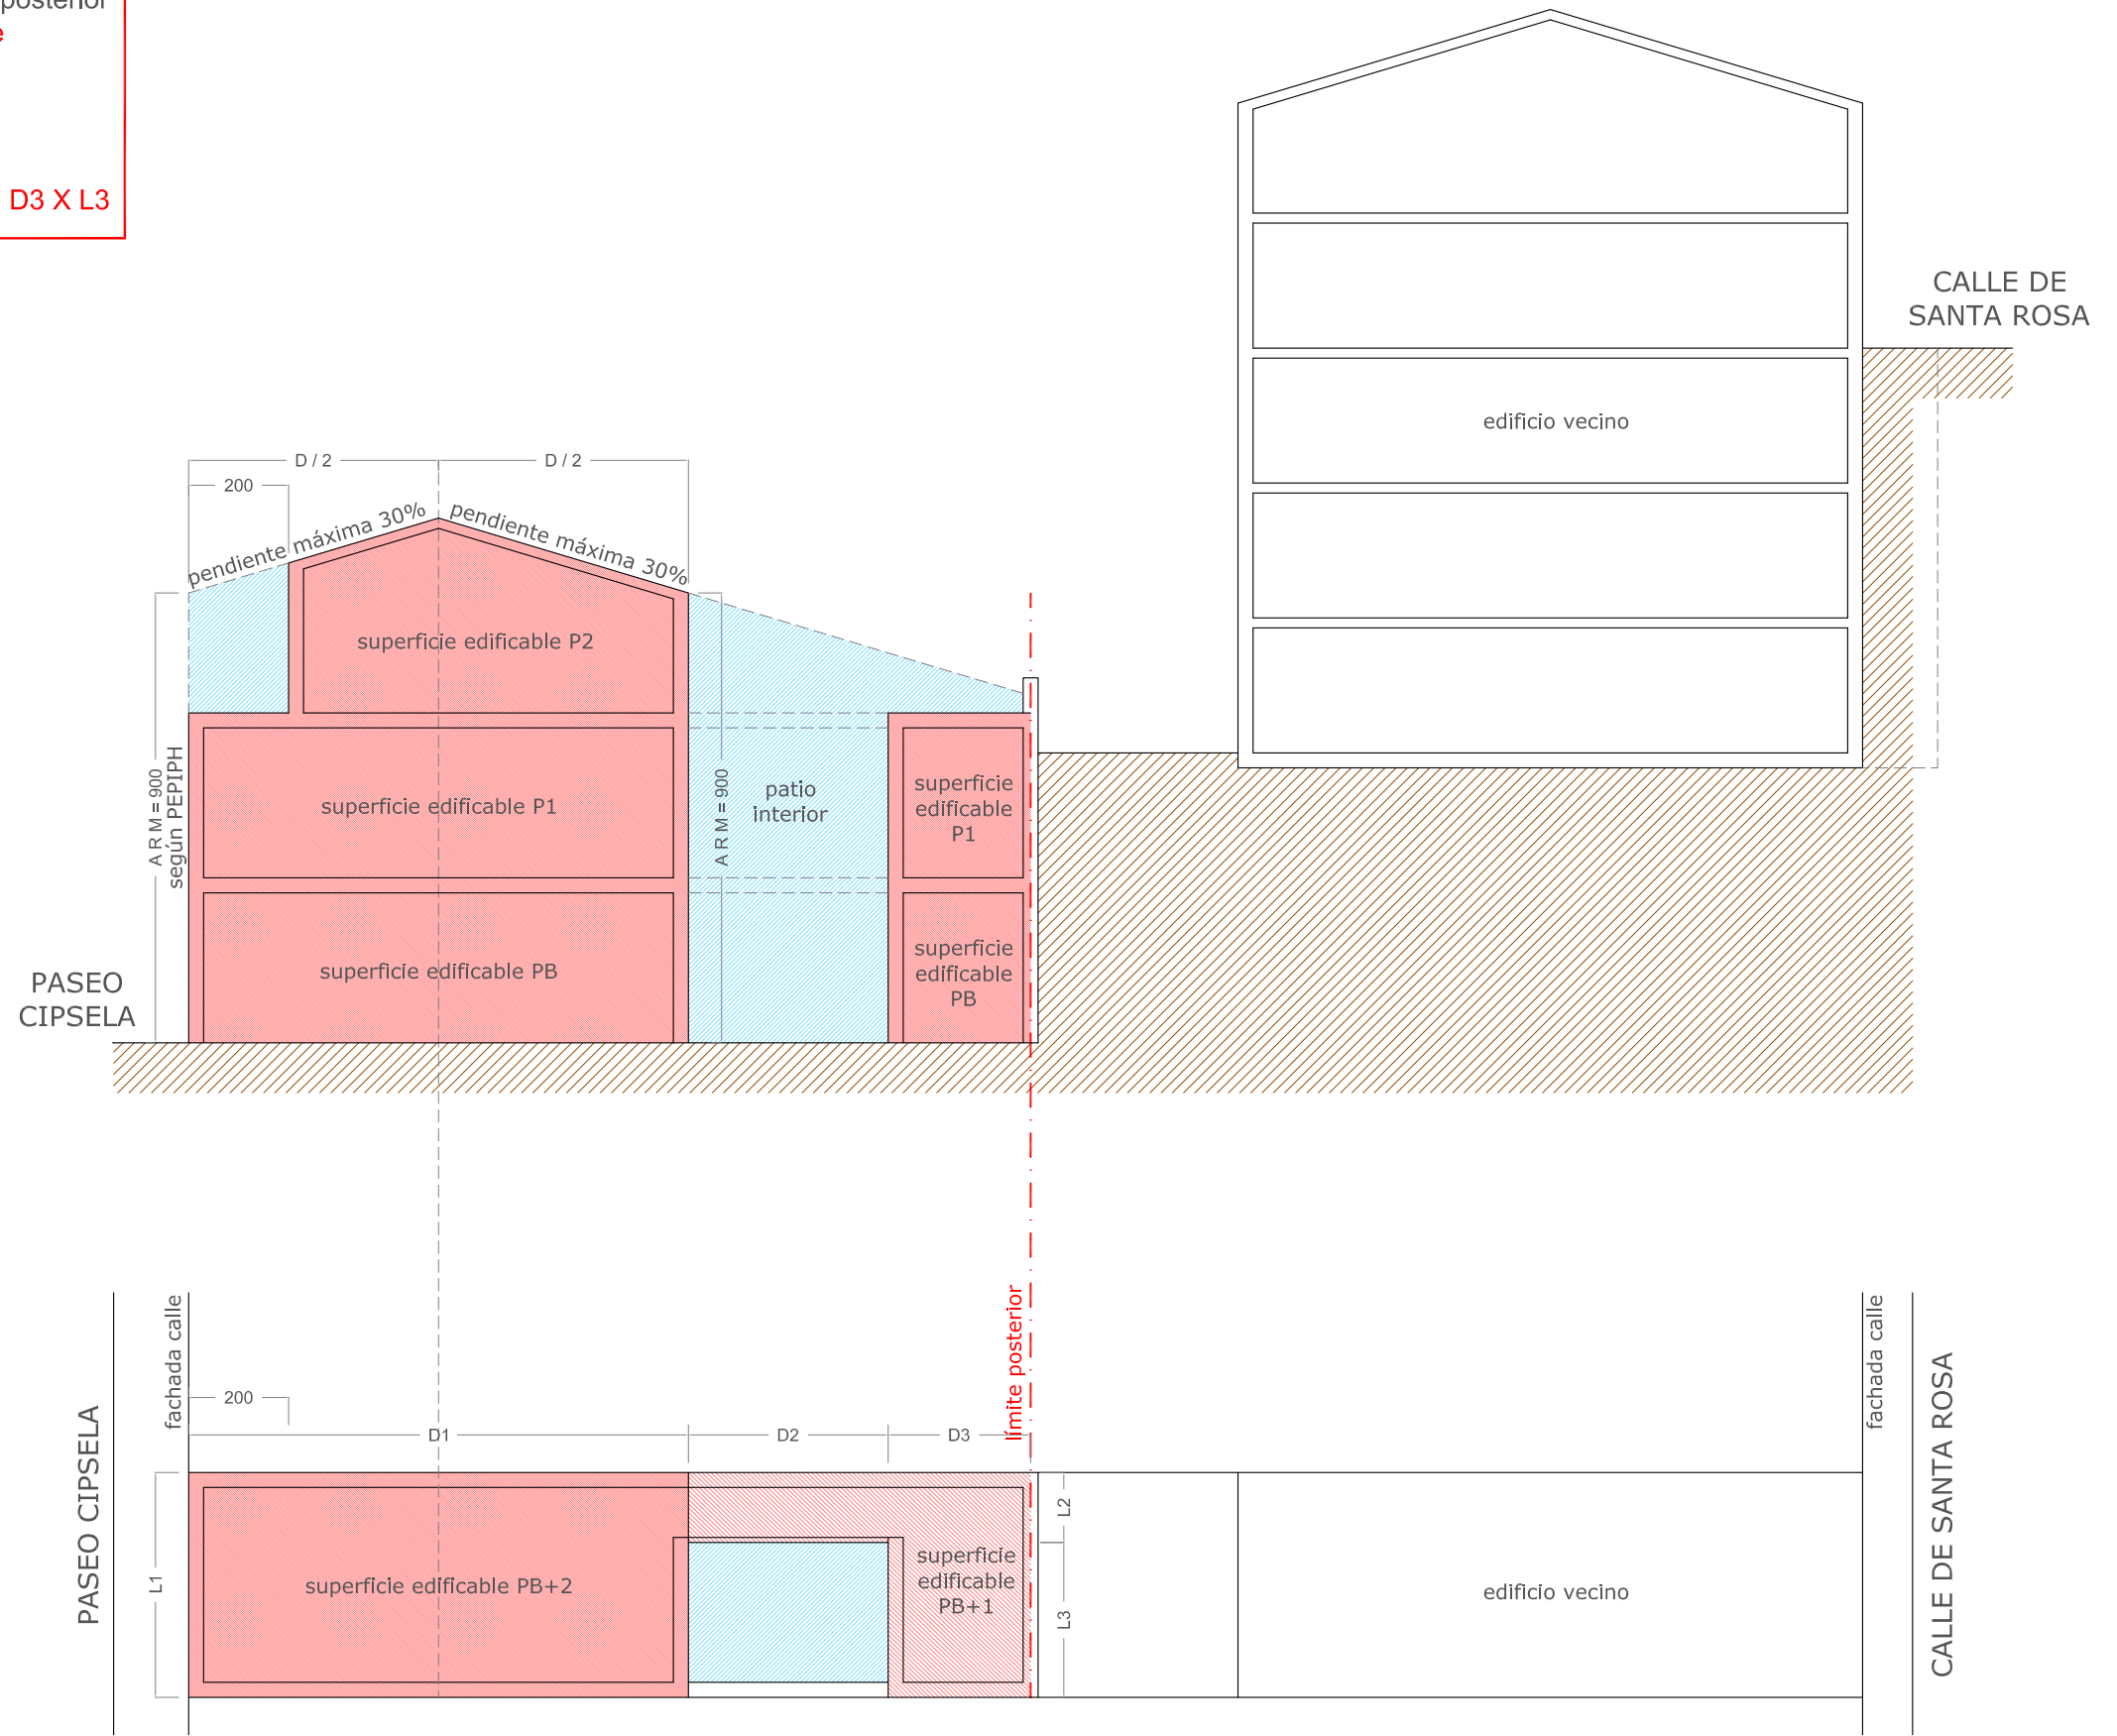 posterior
D3 X L3
CALLE DE
SANTA ROSA
edificio vecino
D / 2
D / 2
200
pendiente máxima 30%
pendiente máxima 30%
superficie edificable P2
A R M = 900
según PEPIPH
superficie edificable P1
A R M = 900
patio
interior
superficie
edificable
P1
superficie edificable PB
superficie
edificable
PB
PASEO
CIPSELA
fachada calle
límite posterior
fachada calle
200
D1
D2
D3
PASEO CIPSELA
L1
superficie edificable PB+2
superficie
edificable
PB+1
L2
L3
edificio vecino
CALLE DE SANTA ROSA